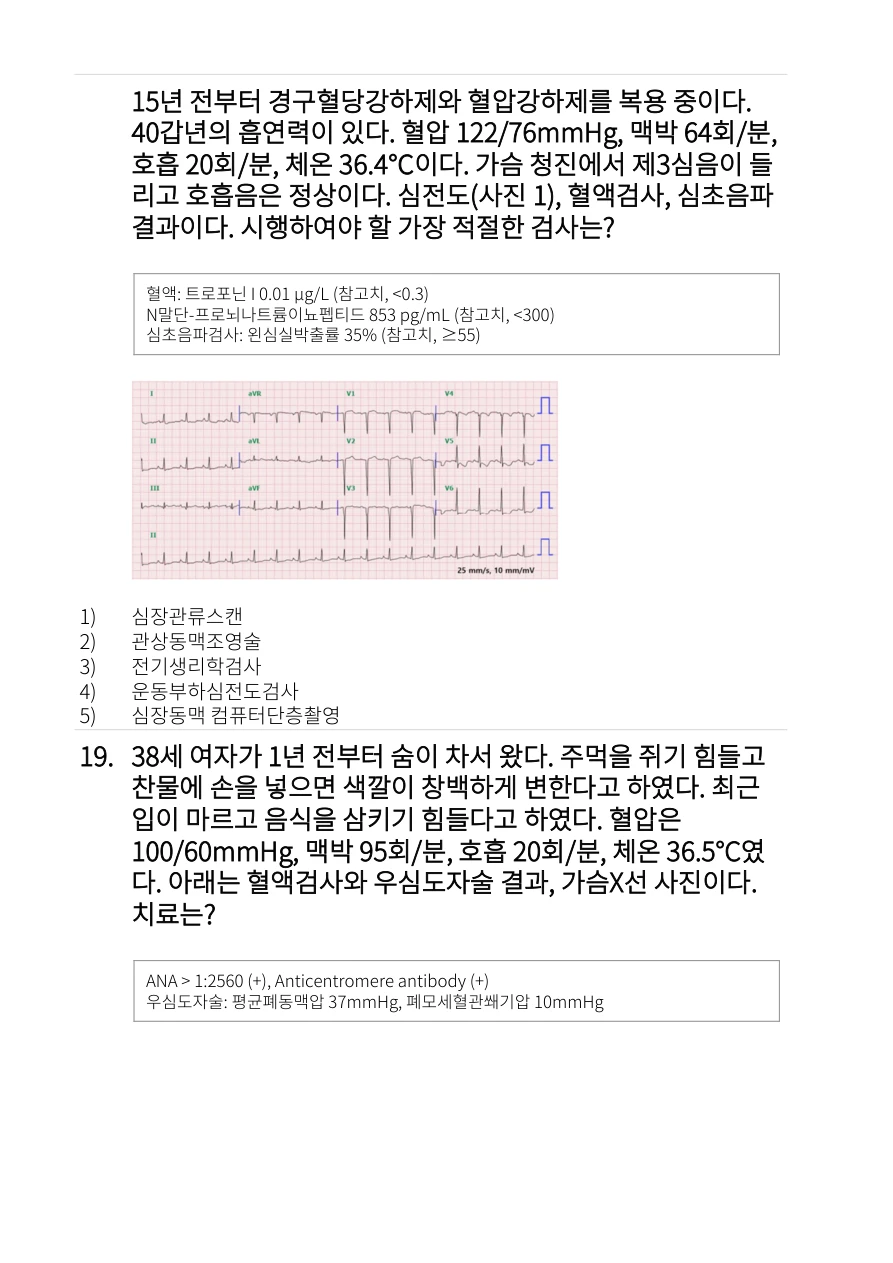 15년 전부터 경구혈당강하제와 혈압강하제를 복용 중이다.
40갑년의 흡연력이 있다. 혈압 122/76mmHg, 맥박 64회/분,
호흡 20회/분, 체온 36.4℃이다. 가슴 청진에서 제3심음이 들
리고 호흡음은 정상이다. 심전도(사진 1), 혈액검사, 심초음파
결과이다. 시행하여야 할 가장 적절한 검사는?
혈액: 트로포닌 I 0.01 μg/L (참고치, <0.3)
N말단-프로뇌나트륨이뇨펩티드 853 pg/mL (참고치, <300)
심초음파검사: 왼심실박출률 35% (참고치, ≥55)
I aVR V1 V4
II aVL V2 V5
III aVF V3 V6
II
25 mm/s, 10 mm/mV
1) 심장관류스캔
2) 관상동맥조영술
3) 전기생리학검사
4) 운동부하심전도검사
5) 심장동맥 컴퓨터단층촬영
19. 38세 여자가 1년 전부터 숨이 차서 왔다. 주먹을 쥐기 힘들고
찬물에 손을 넣으면 색깔이 창백하게 변한다고 하였다. 최근
입이 마르고 음식을 삼키기 힘들다고 하였다. 혈압은
100/60mmHg, 맥박 95회/분, 호흡 20회/분, 체온 36.5℃였
다. 아래는 혈액검사와 우심도자술 결과, 가슴X선 사진이다.
치료는?
ANA > 1:2560 (+), Anticentromere antibody (+)
우심도자술: 평균폐동맥압 37mmHg, 폐모세혈관쐐기압 10mmHg